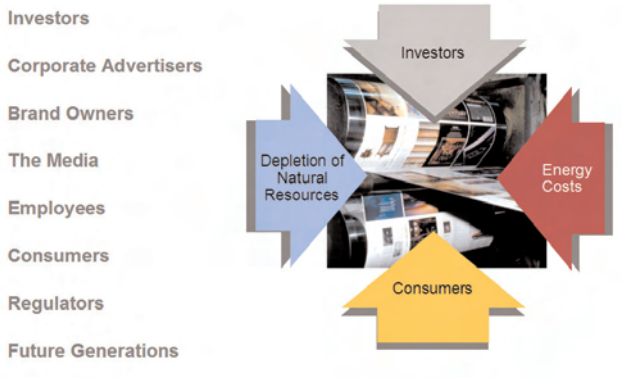 Investors
Corporate Advertisers
Brand Owners
The Media
Employees
Consumers
Regulators
Future Generations
Investors
Depletion of
Natural
Resources
Energy
Costs
Consumers